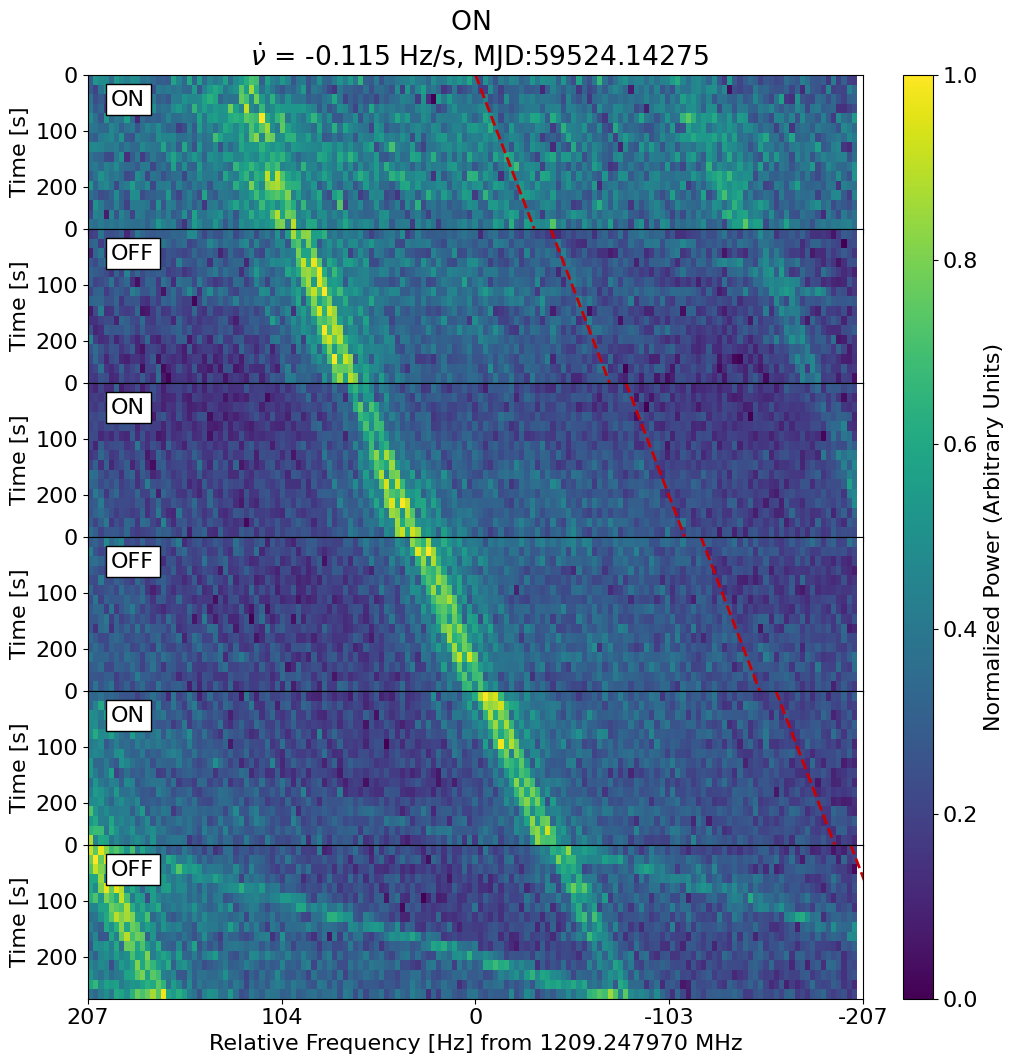 ON
ν̇ = -0.115 Hz/s, MJD:59524.14275
0
100
200
Time [s]
ON
0
100
200
Time [s]
OFF
0
100
200
Time [s]
ON
0
100
200
Time [s]
OFF
0
100
200
Time [s]
ON
0
100
200
Time [s]
OFF
207 104 0 -103 -207
Relative Frequency [Hz] from 1209.247970 MHz
1.0
0.8
0.6
0.4
0.2
0.0
Normalized Power (Arbitrary Units)